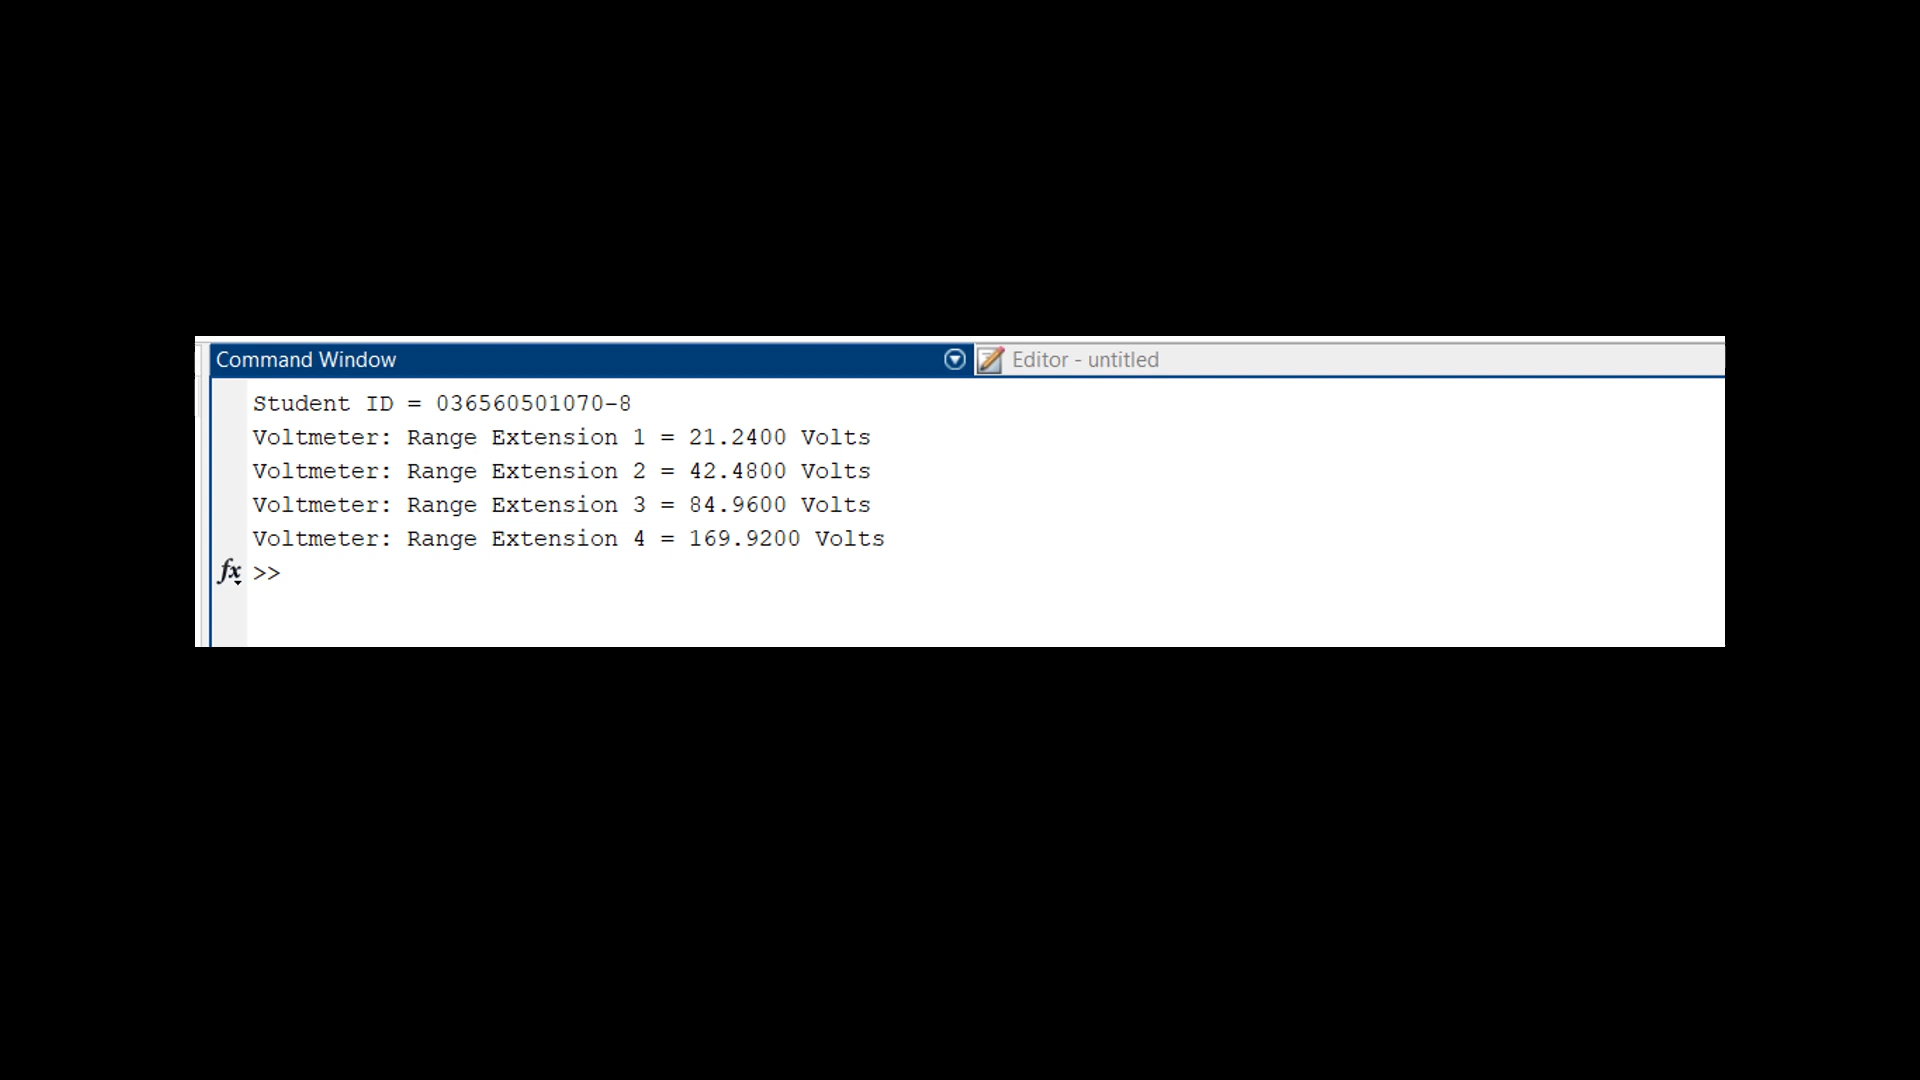 Command Window
Editor - untitled
Student ID = 036560501070-8
Voltmeter: Range Extension 1 = 21.2400 Volts
Voltmeter: Range Extension 2 = 42.4800 Volts
Voltmeter: Range Extension 3 = 84.9600 Volts
Voltmeter: Range Extension 4 = 169.9200 Volts
fx >>